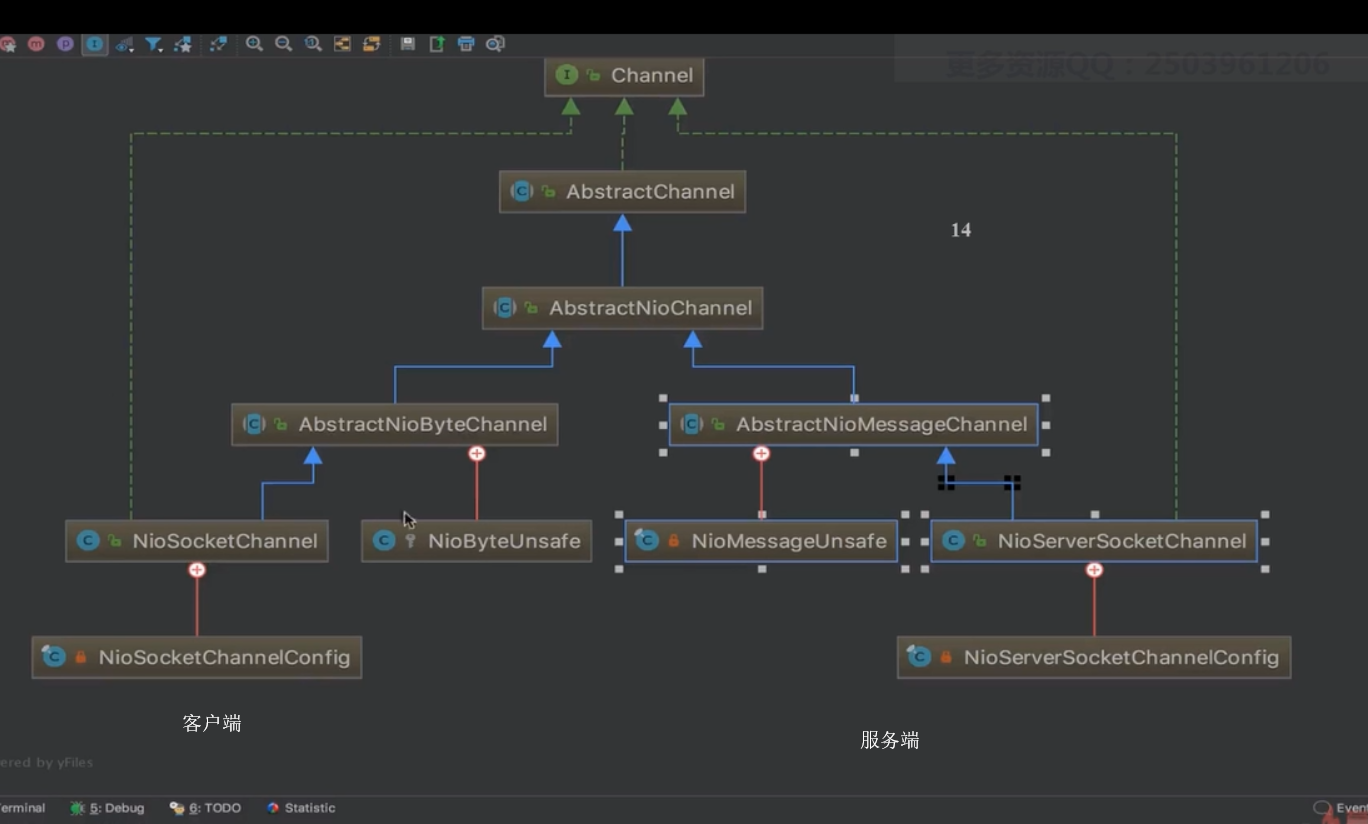 更多资源QQ：2503961206
Channel
AbstractChannel
14
AbstractNioChannel
AbstractNioByteChannel
AbstractNioMessageChannel
NioSocketChannel
NioByteUnsafe
NioMessageUnsafe
NioServerSocketChannel
NioSocketChannelConfig
NioServerSocketChannelConfig
客户端
服务端
ered by yFiles
erminal
5: Debug
6: TODO
Statistic
Event